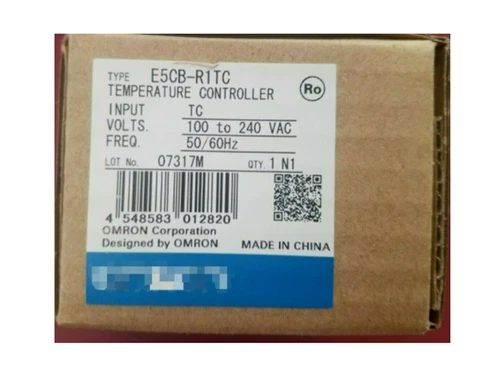 TYPE E5CB-R1TC
TEMPERATURE CONTROLLER
Ro
INPUT TC
VOLTS. 100 to 240 VAC
FREQ. 50/60Hz
LOT No. 07317M QTY. 1 N1
4 548583 012820
OMRON Corporation
Designed by OMRON MADE IN CHINA